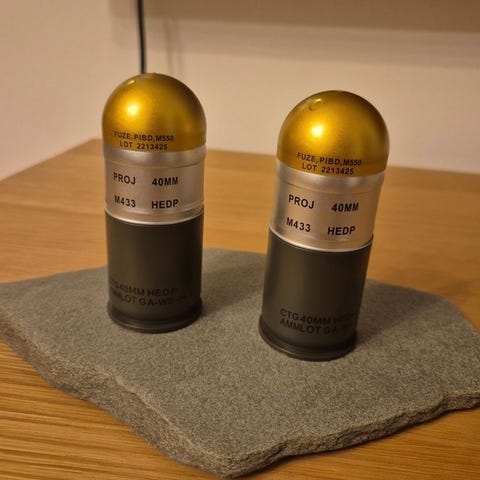 FUZE, PIBD, M550
LOT 2213425
PROJ 40MM
M433 HEDP
CTG 40MM HEDP
AMMLOT GA-WB-
FUZE, PIBD, M550
LOT 2213425
PROJ 40MM
M433 HEDP
CTG 40MM
AMMLOT